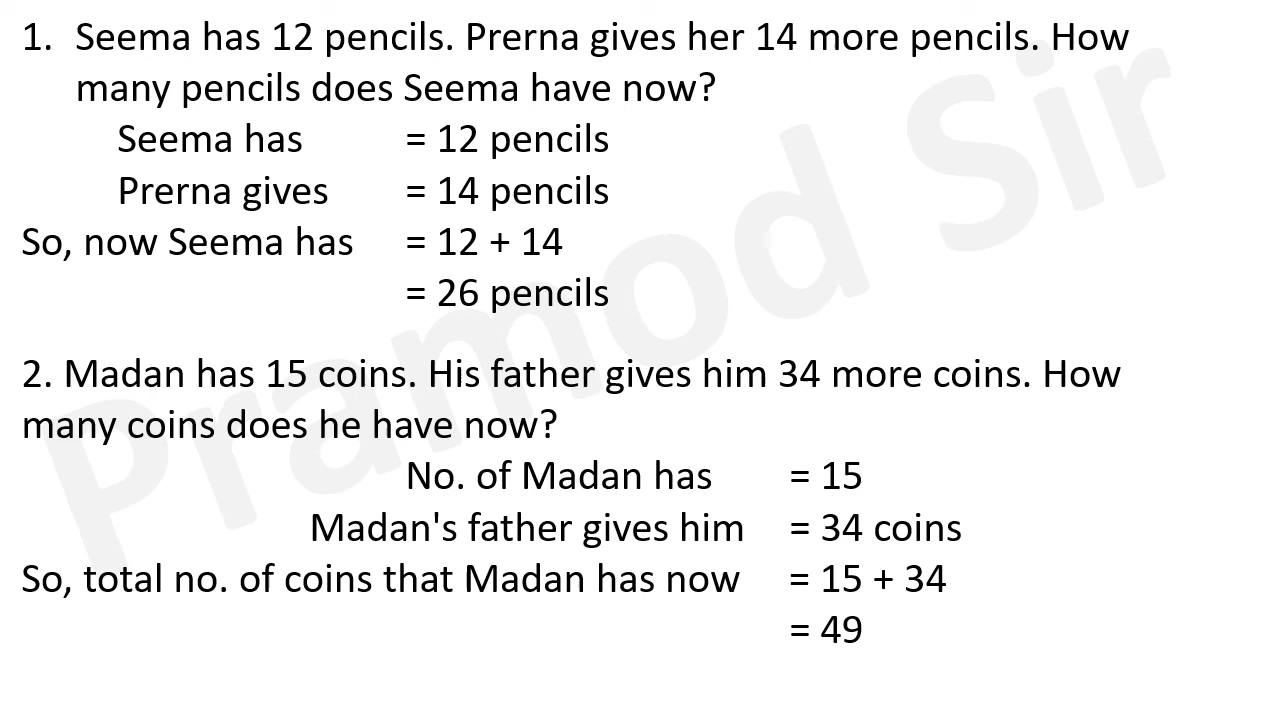 1. Seema has 12 pencils. Prerna gives her 14 more pencils. How
many pencils does Seema have now?
Seema has = 12 pencils
Prerna gives = 14 pencils
So, now Seema has = 12 + 14
= 26 pencils
2. Madan has 15 coins. His father gives him 34 more coins. How
many coins does he have now?
No. of Madan has = 15
Madan's father gives him = 34 coins
So, total no. of coins that Madan has now = 15 + 34
= 49
Pramod Sir